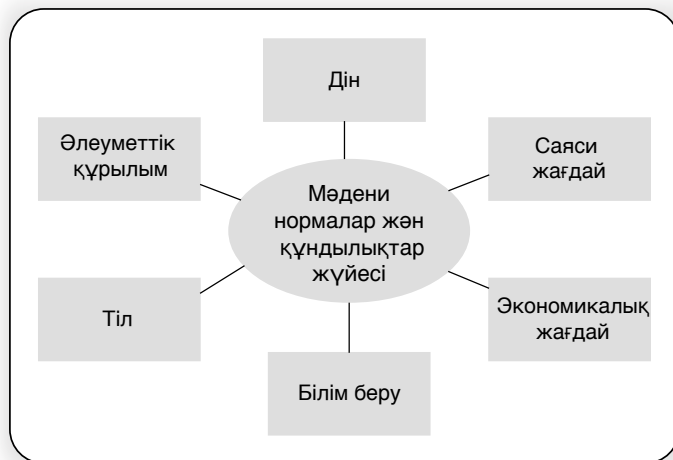 Дін
Әлеуметтік
құрылым
Саяси
жағдай
Мәдени
нормалар жән
құндылықтар
жүйесі
Тіл
Экономикалық
жағдай
Білім беру